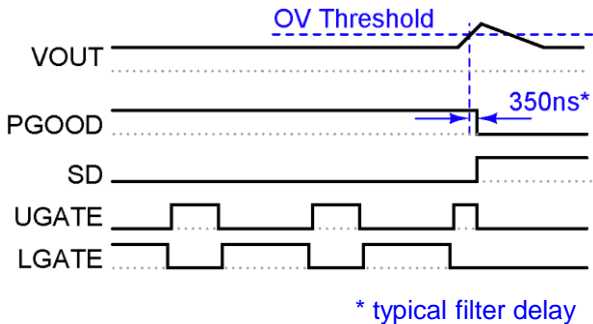 OV Threshold
VOUT
350ns*
PGOOD
SD
UGATE
LGATE
* typical filter delay